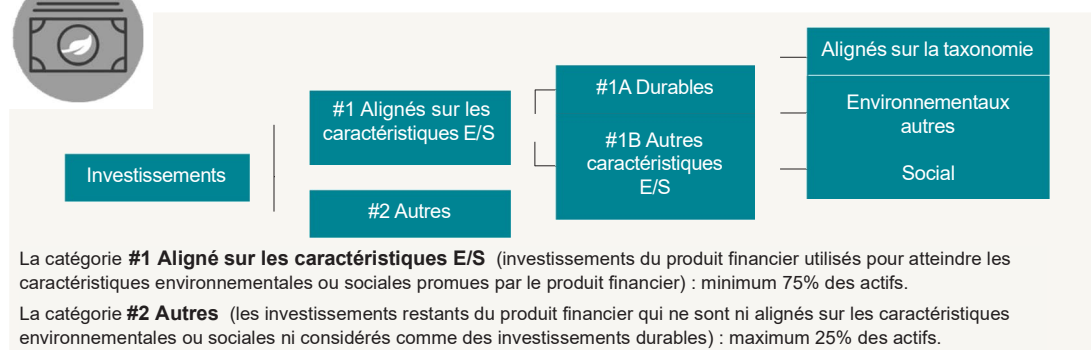 Investissements
#1 Alignés sur les
caractéristiques E/S
#2 Autres
#1A Durables
#1B Autres
caractéristiques
E/S
Alignés sur la taxonomie
Environnementaux
autres
Social
La catégorie #1 Aligné sur les caractéristiques E/S (investissements du produit financier utilisés pour atteindre les
caractéristiques environnementales ou sociales promues par le produit financier) : minimum 75% des actifs.
La catégorie #2 Autres (les investissements restants du produit financier qui ne sont ni alignés sur les caractéristiques
environnementales ou sociales ni considérés comme des investissements durables) : maximum 25% des actifs.